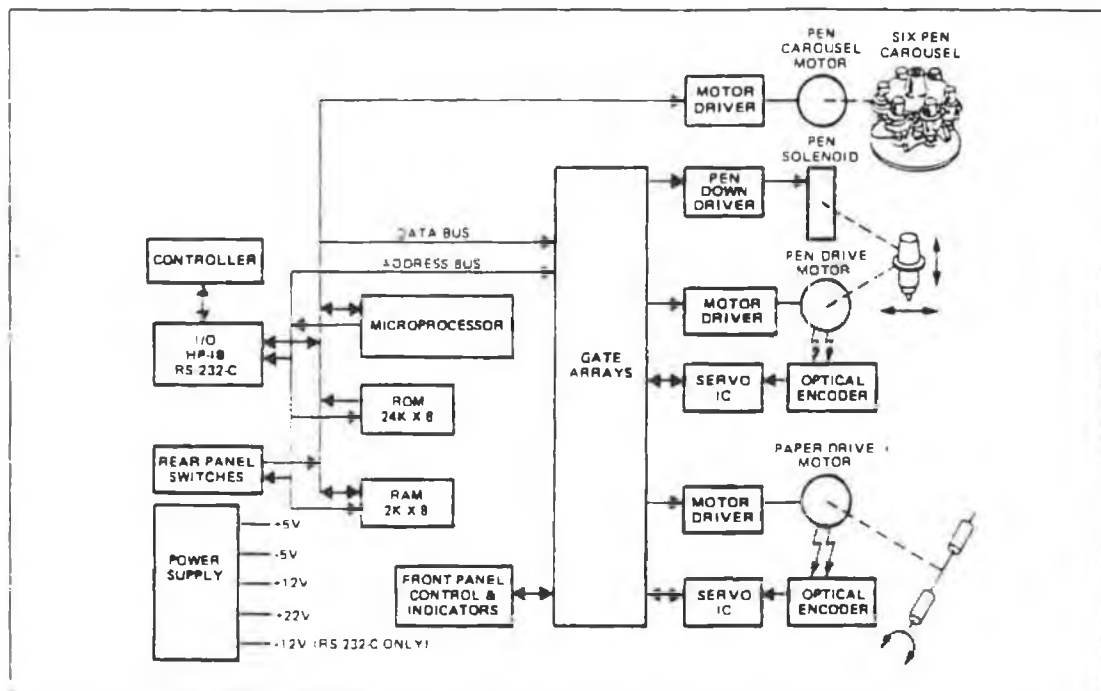 PEN
CAROUSEL
MOTOR
SIX PEN
CAROUSEL
MOTOR
DRIVER
PEN
SOLENOID
PEN
DOWN
DRIVER
DATA BUS
ADDRESS BUS
CONTROLLER
PEN DRIVE
MOTOR
I/O
HP-IB
RS-232-C
MICROPROCESSOR
MOTOR
DRIVER
GATE
ARRAYS
SERVO
IC
OPTICAL
ENCODER
ROM
24K X 8
REAR PANEL
SWITCHES
RAM
2K X 8
PAPER DRIVE
MOTOR
MOTOR
DRIVER
POWER
SUPPLY
+5V
-5V
+12V
+22V
-12V (RS-232-C ONLY)
FRONT PANEL
CONTROL &
INDICATORS
SERVO
IC
OPTICAL
ENCODER